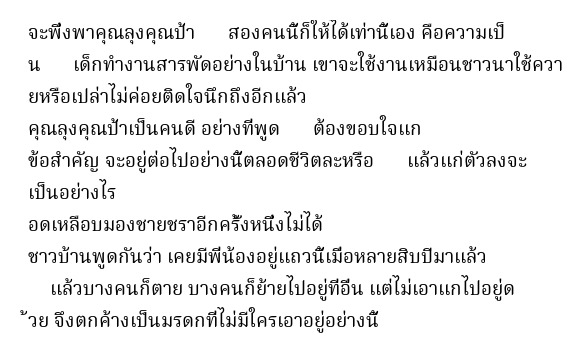 จะพึ่งพาคุณลุงคุณป้า    สองคนนี้ก็ให้ได้เท่านี้เอง คือความเป็
น    เด็กทำงานสารพัดอย่างในบ้าน เขาจะใช้งานเหมือนชาวนาใช้ควา
ยหรือเปล่าไม่ค่อยติดใจนึกถึงอีกแล้ว
คุณลุงคุณป้าเป็นคนดี อย่างที่พูด    ต้องขอบใจแก
ข้อสำคัญ จะอยู่ต่อไปอย่างนี้ตลอดชีวิตละหรือ    แล้วแก่ตัวลงจะ
เป็นอย่างไร
อดเหลือบมองชายชราอีกครั้งหนึ่งไม่ได้
ชาวบ้านพูดกันว่า เคยมีพี่น้องอยู่แถวนี้เมื่อหลายสิบปีมาแล้ว
    แล้วบางคนก็ตาย บางคนก็ย้ายไปอยู่ที่อื่น แต่ไม่เอาแกไปอยู่ด
้วย จึงตกค้างเป็นมรดกที่ไม่มีใครเอาอยู่อย่างนี้